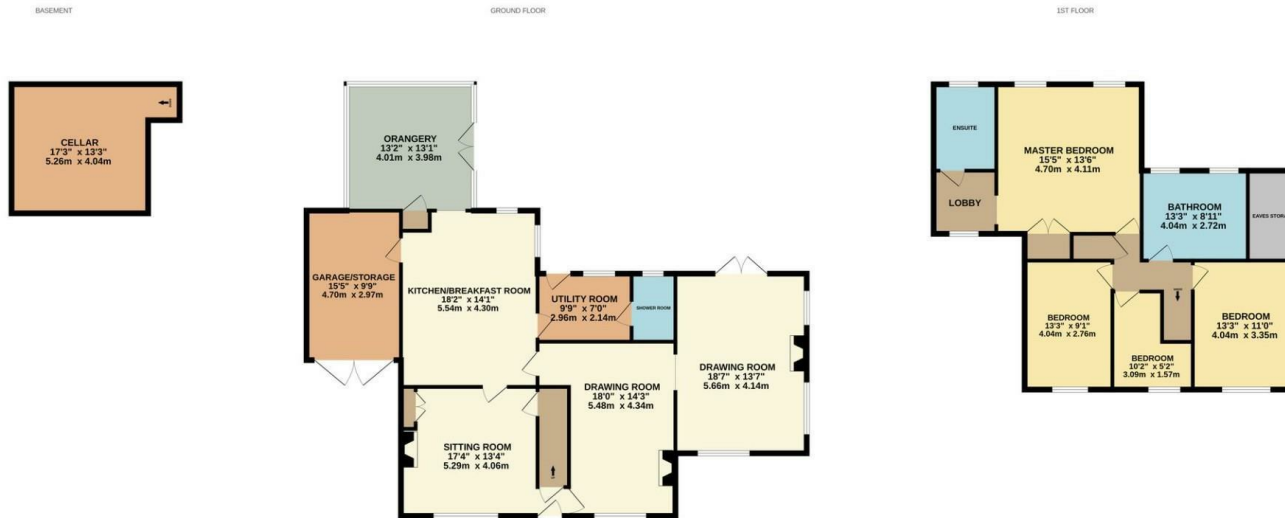 BASEMENT
GROUND FLOOR
1ST FLOOR
CELLAR
17'3" x 13'3"
5.26m x 4.04m
ORANGERY
13'2" x 13'1"
4.01m x 3.98m
GARAGE/STORAGE
15'5" x 9'9"
4.70m x 2.97m
KITCHEN/BREAKFAST ROOM
18'2" x 14'1"
5.54m x 4.30m
UTILITY ROOM
9'9" x 7'0"
2.96m x 2.14m
SHOWER ROOM
DRAWING ROOM
18'7" x 13'7"
5.66m x 4.14m
DRAWING ROOM
18'0" x 14'3"
5.48m x 4.34m
SITTING ROOM
17'4" x 13'4"
5.29m x 4.06m
ENSUITE
MASTER BEDROOM
15'5" x 13'6"
4.70m x 4.11m
LOBBY
BATHROOM
13'3" x 8'11"
4.04m x 2.72m
EAVES STORA
BEDROOM
13'3" x 9'1"
4.04m x 2.76m
BEDROOM
10'2" x 5'2"
3.09m x 1.57m
BEDROOM
13'3" x 11'0"
4.04m x 3.35m